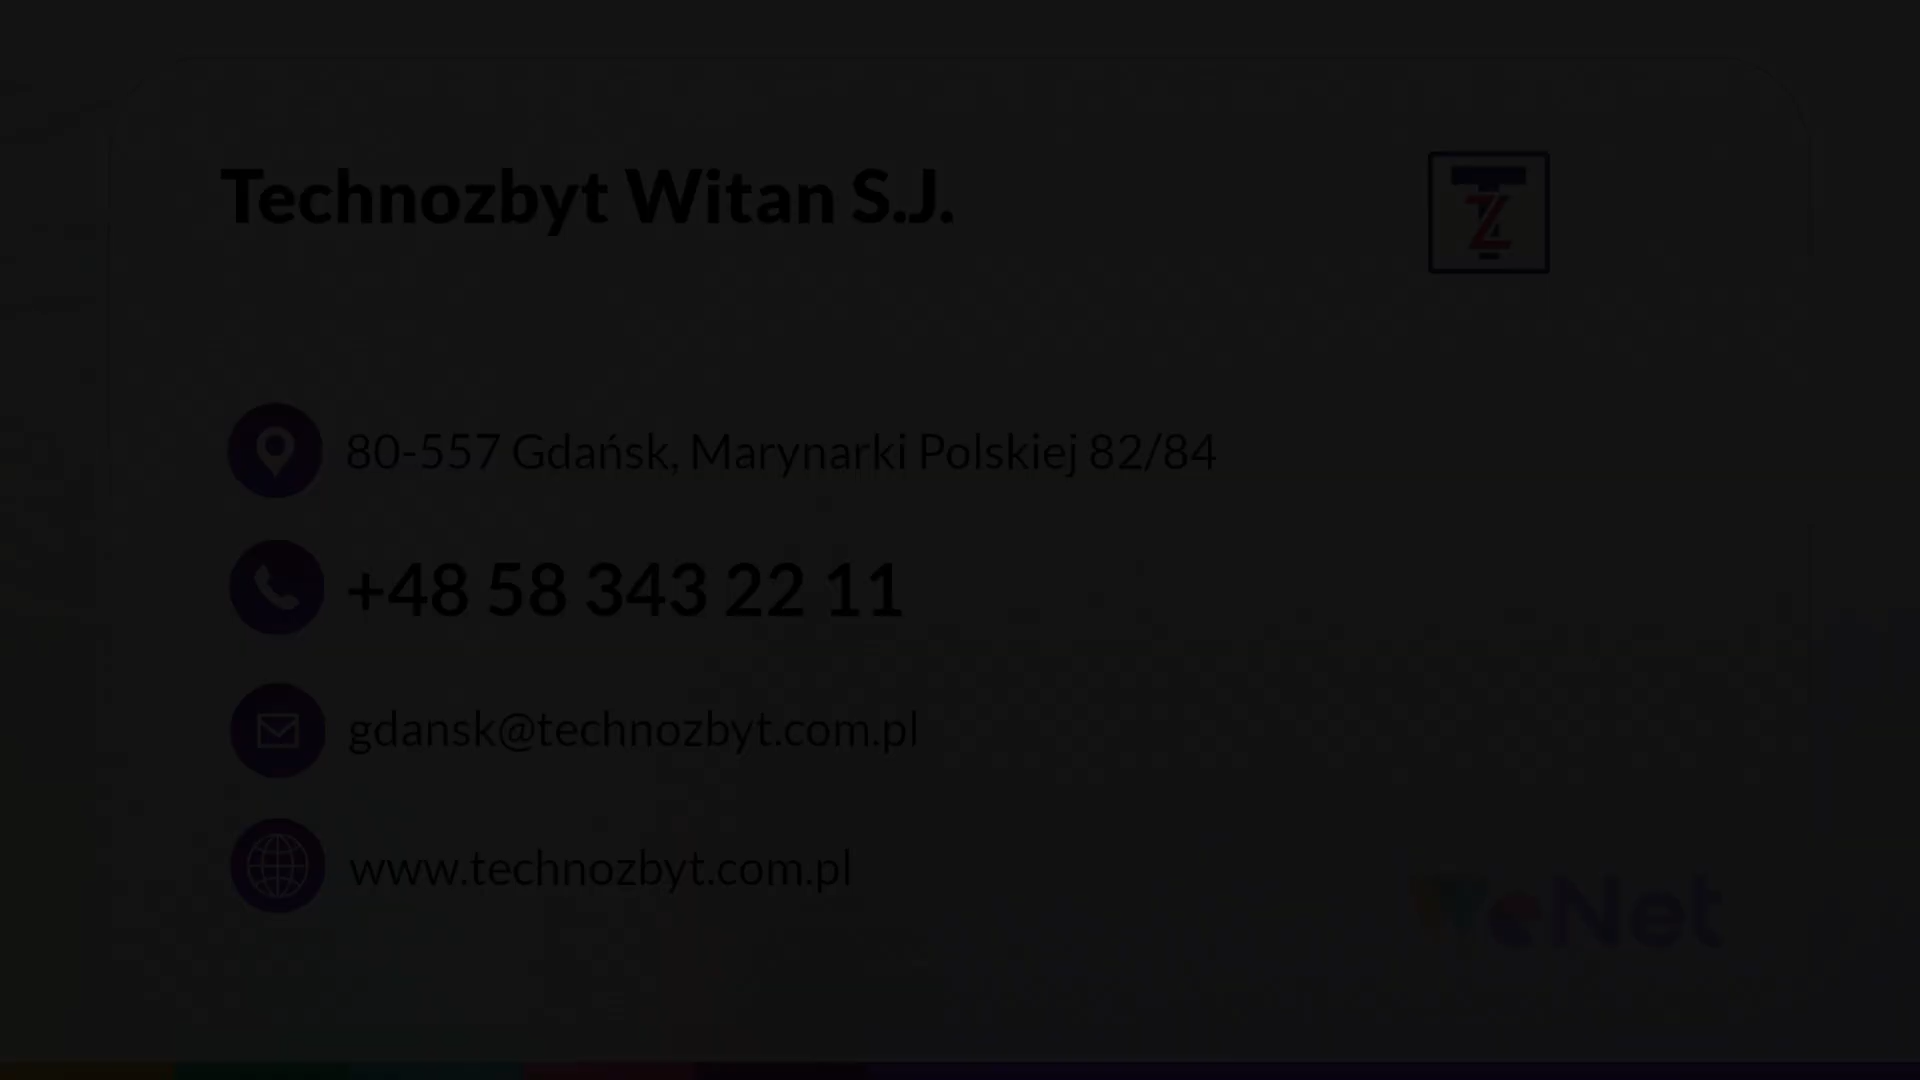 Technozbyt Witan S.J.
TZ
80-557 Gdańsk, Marynarki Polskiej 82/84
+48 58 343 22 11
gdansk@technozbyt.com.pl
www.technozbyt.com.pl
WeNet